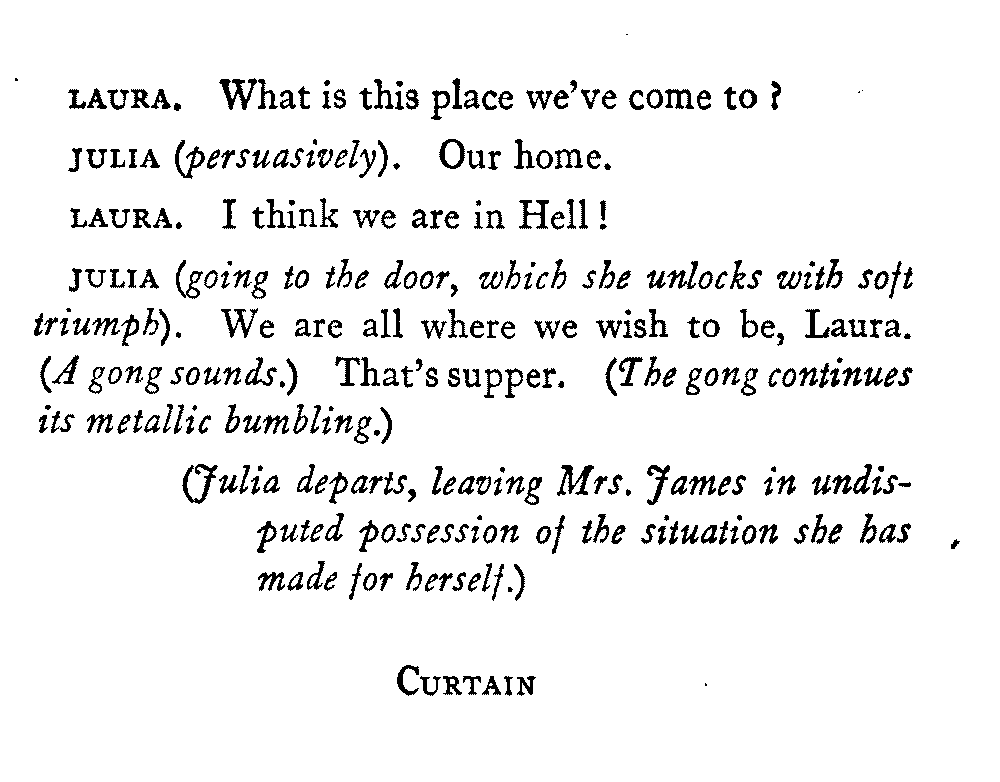 LAURA. What is this place we've come to ?
JULIA (persuasively). Our home.
LAURA. I think we are in Hell !
JULIA (going to the door, which she unlocks with soft
triumph). We are all where we wish to be, Laura.
(A gong sounds.) That's supper. (The gong continues
its metallic bumbling.)
(Julia departs, leaving Mrs. James in undis-
puted possession of the situation she has
made for herself.)
CURTAIN